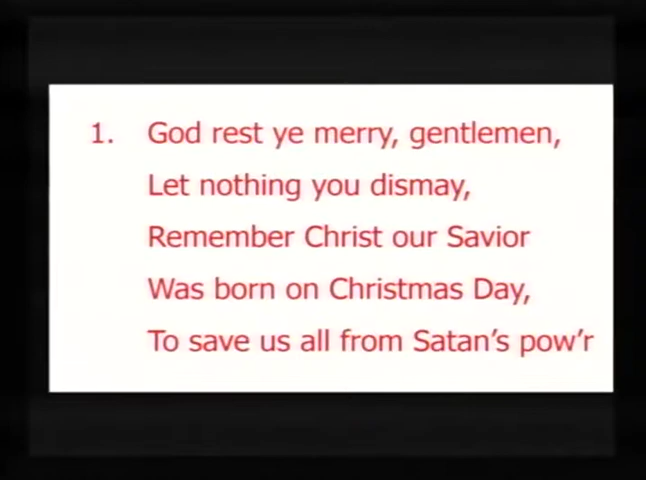 1. God rest ye merry, gentlemen,
Let nothing you dismay,
Remember Christ our Savior
Was born on Christmas Day,
To save us all from Satan's pow'r